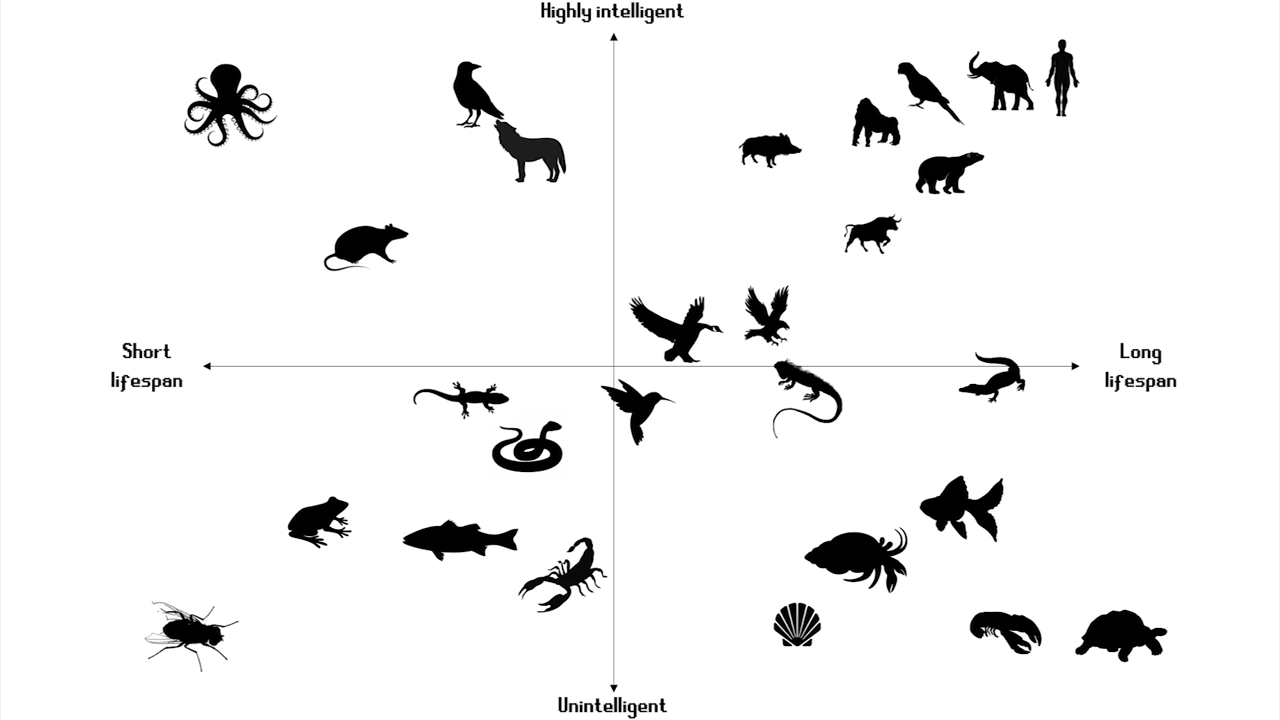 Highly intelligent
Short
lifespan
Long
lifespan
Unintelligent